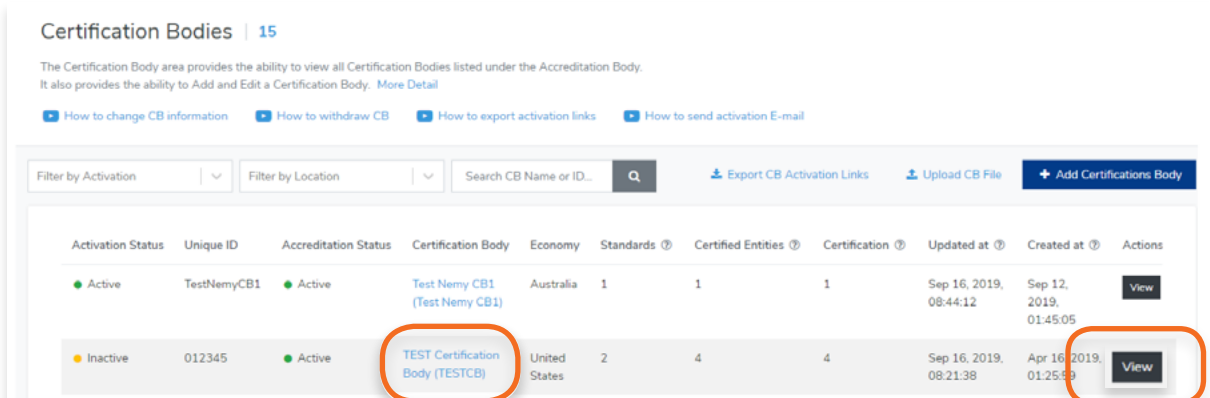 Certification Bodies | 15
The Certification Body area provides the ability to view all Certification Bodies listed under the Accreditation Body.
It also provides the ability to Add and Edit a Certification Body. More Detail
How to change CB information How to withdraw CB How to export activation links How to send activation E-mail
Filter by Activation Filter by Location Search CB Name or ID... Export CB Activation Links Upload CB File + Add Certifications Body
Activation Status Unique ID Accreditation Status Certification Body Economy Standards Certified Entities Certification Updated at Created at Actions
Active TestNemyCB1 Active Test Nemy CB1 Australia 1 1 1 Sep 16, 2019, Sep 12, View
(Test Nemy CB1) 08:44:12 2019,
01:45:05
Inactive 012345 Active TEST Certification United 2 4 4 Sep 16, 2019, Apr 16, 2019, View
Body (TESTCB) States 08:21:38 01:25:59